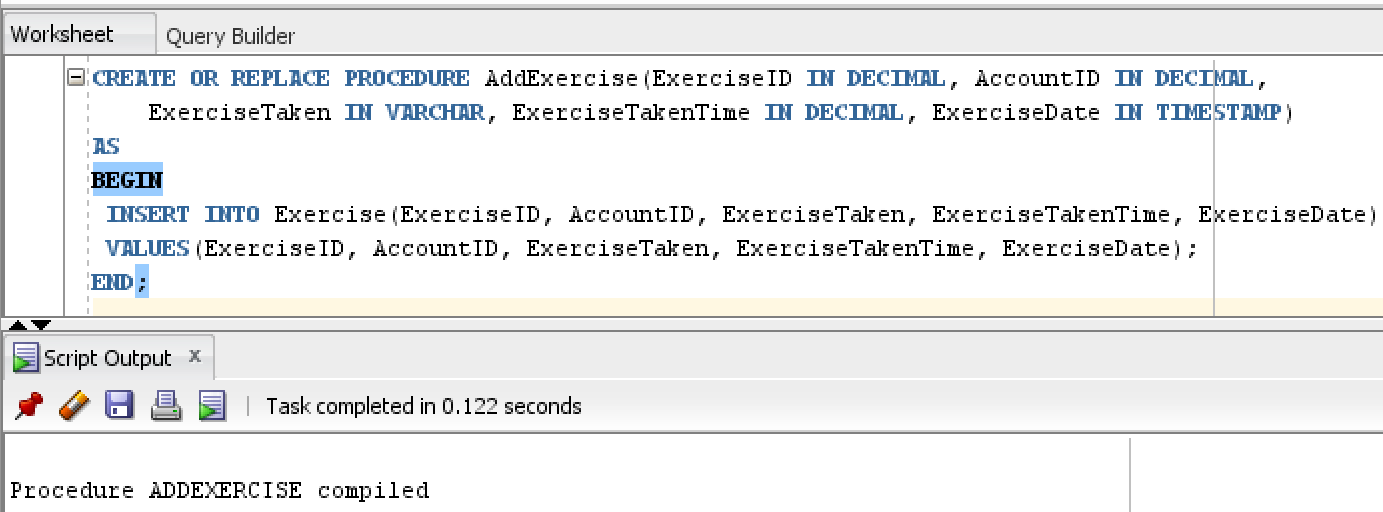 Worksheet Query Builder
CREATE OR REPLACE PROCEDURE AddExercise(ExerciseID IN DECIMAL, AccountID IN DECIMAL,
ExerciseTaken IN VARCHAR, ExerciseTakenTime IN DECIMAL, ExerciseDate IN TIMESTAMP)
AS
BEGIN
INSERT INTO Exercise(ExerciseID, AccountID, ExerciseTaken, ExerciseTakenTime, ExerciseDate)
VALUES(ExerciseID, AccountID, ExerciseTaken, ExerciseTakenTime, ExerciseDate);
END;
Script Output x
Task completed in 0.122 seconds
Procedure ADDEXERCISE compiled